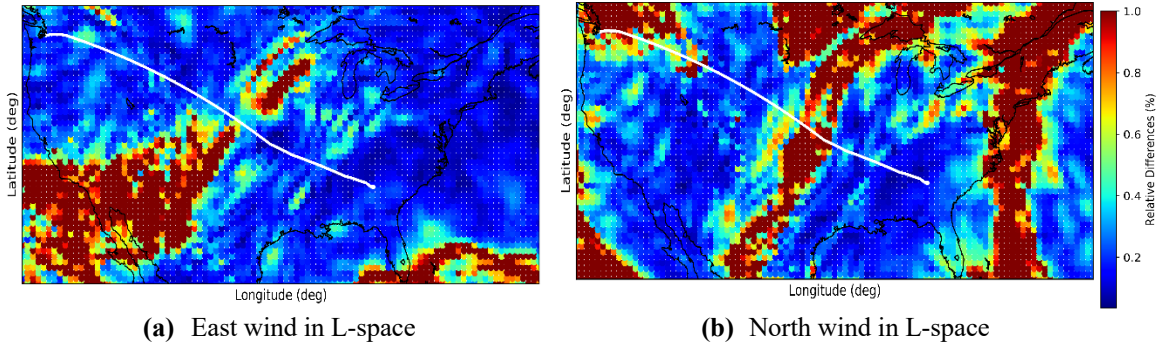 Latitude (deg)
Longitude (deg)
Latitude (deg)
Longitude (deg)
1.0
0.8
0.6
0.4
0.2
Relative Differences (%)
(a) East wind in L-space
(b) North wind in L-space